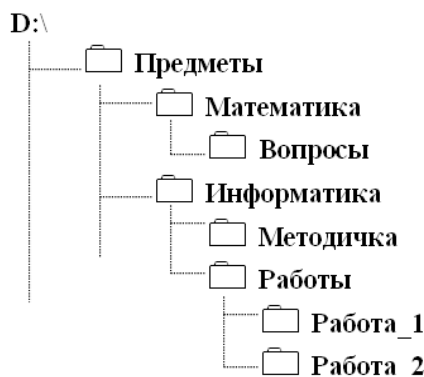 D:\
Предметы
Математика
Вопросы
Информатика
Методичка
Работы
Работа_1
Работа_2